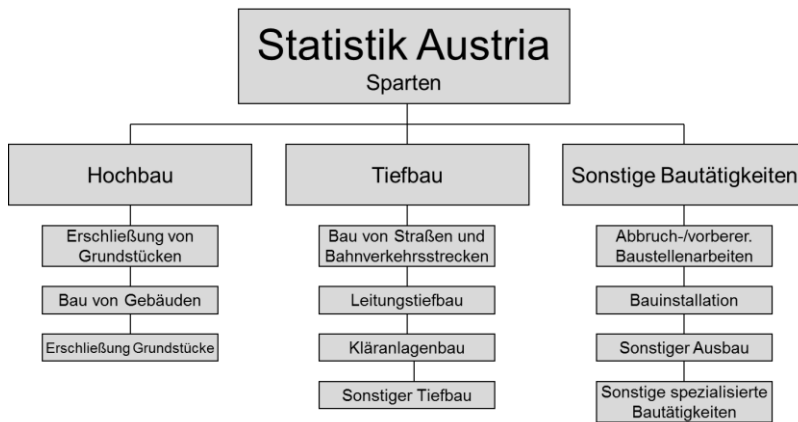 Statistik Austria
Sparten
Hochbau
Tiefbau
Sonstige Bautätigkeiten
Erschließung von
Grundstücken
Bau von Gebäuden
Erschließung Grundstücke
Bau von Straßen und
Bahnverkehrsstrecken
Leitungstiefbau
Kläranlagenbau
Sonstiger Tiefbau
Abbruch-/vorberer.
Baustellenarbeiten
Bauinstallation
Sonstiger Ausbau
Sonstige spezialisierte
Bautätigkeiten